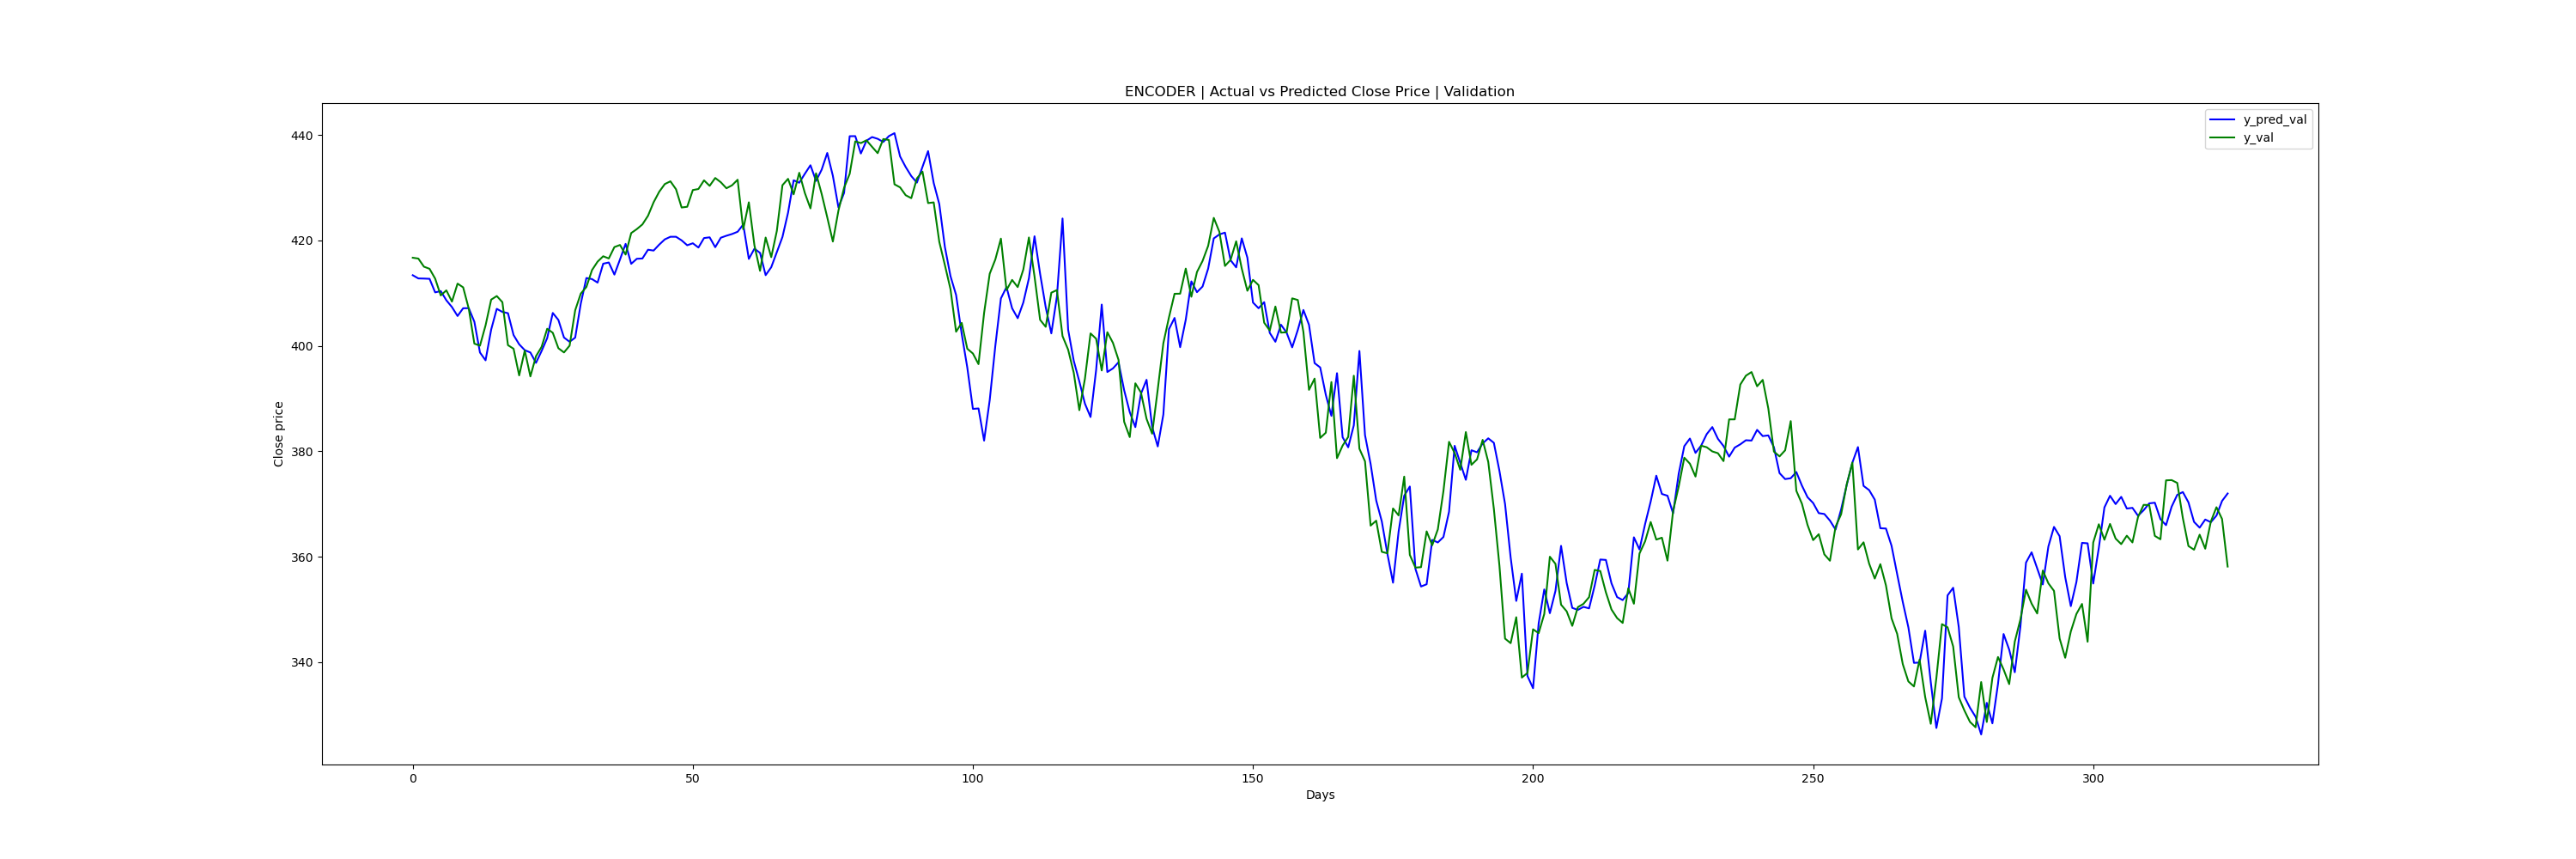 ENCODER | Actual vs Predicted Close Price | Validation
y_pred_val
y_val
440
420
400
380
360
340
Close price
0 50 100 150 200 250 300
Days